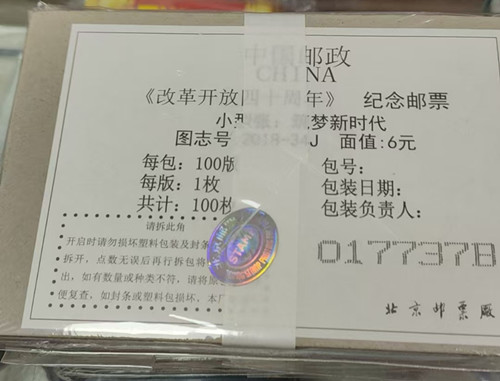 中国邮政
CHINA
《改革开放四十周年》 纪念邮票
小型张: 筑梦新时代
图志号 2018-34J 面值:6元
每包: 100版
每版: 1枚
共计: 100枚
包号:
包装日期:
包装负责人:
请拆此角
开启时请勿损坏塑料包装及封条
拆开, 点数无误后再行拆包将
出, 如有数量或种类不符, 请将原
便复查, 如封条或塑料包损坏, 本厂
STAM
0177378
北京邮票厂